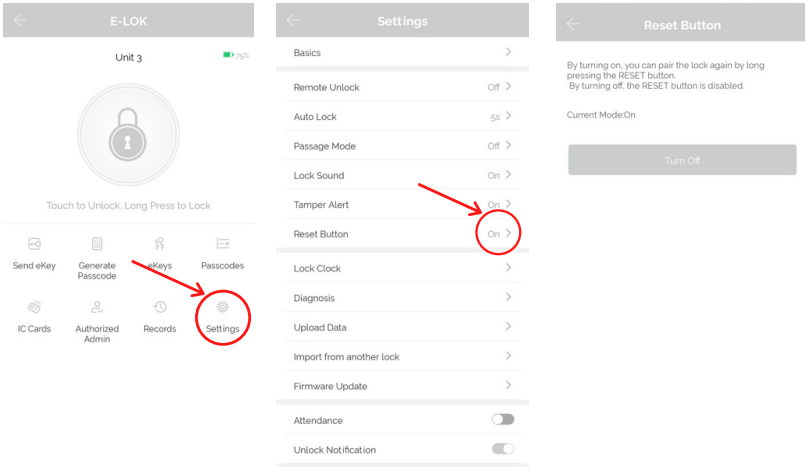 E-LOK
Unit 3
75%
Touch to Unlock, Long Press to Lock
Send eKey
Generate
Passcode
eKeys
Passcodes
IC Cards
Authorized
Admin
Records
Settings
Settings
Basics
Remote Unlock Off
Auto Lock 5s
Passage Mode Off
Lock Sound On
Tamper Alert On
Reset Button On
Lock Clock
Diagnosis
Upload Data
Import from another lock
Firmware Update
Attendance
Unlock Notification
Reset Button
By turning on, you can pair the lock again by long
pressing the RESET button.
By turning off, the RESET button is disabled.
Current Mode:On
Turn Off